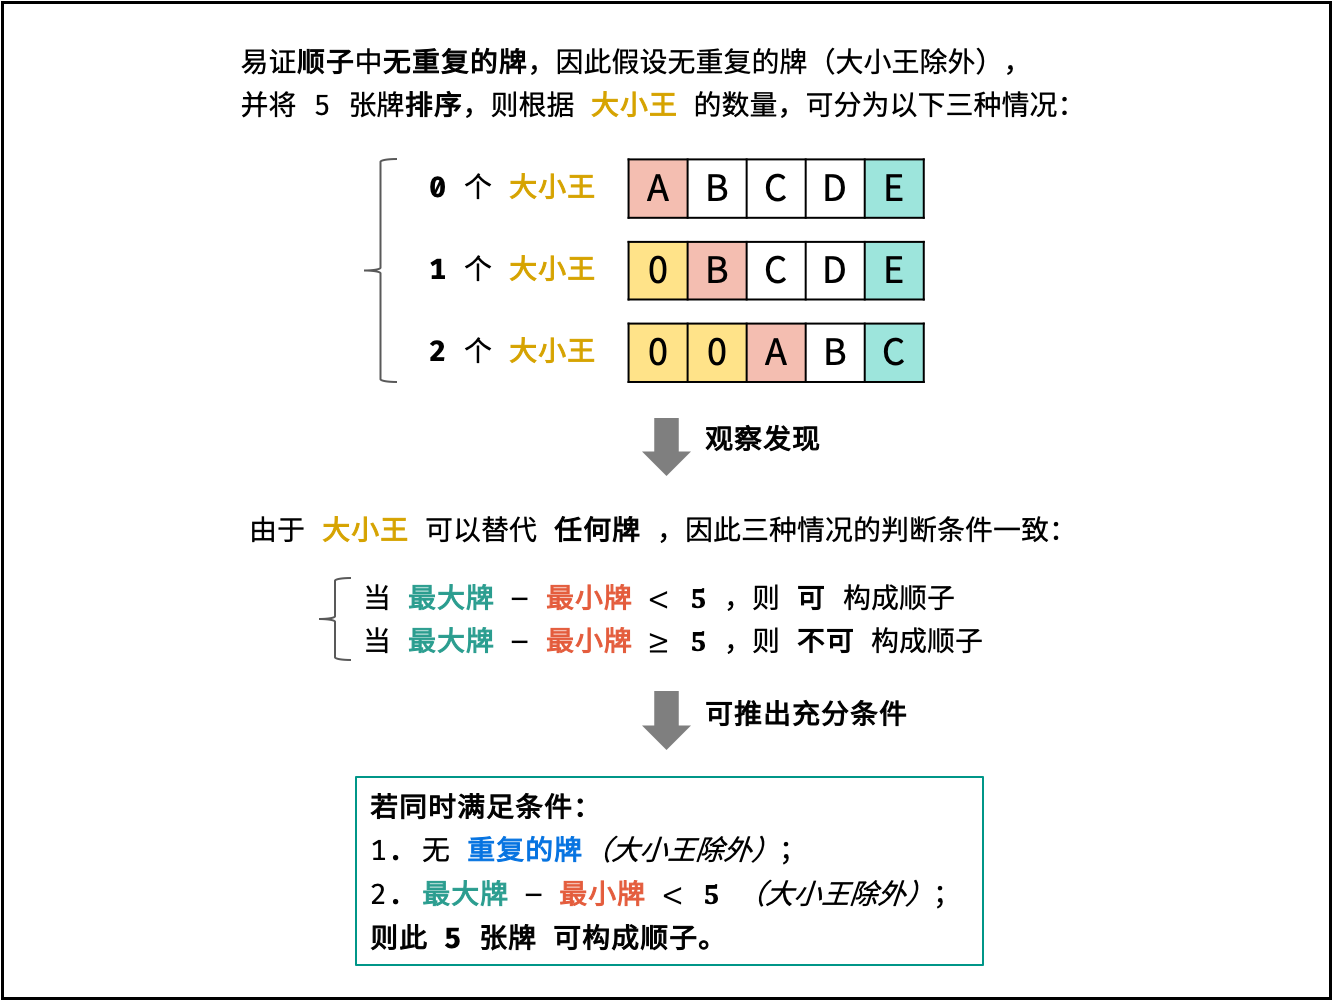 易证顺子中无重复的牌，因此假设无重复的牌（大小王除外），
并将 5 张牌排序，则根据 大小王 的数量，可分为以下三种情况：
0 个 大小王 A B C D E
1 个 大小王 0 B C D E
2 个 大小王 0 0 A B C
观察发现
由于 大小王 可以替代 任何牌 ，因此三种情况的判断条件一致：
当 最大牌 - 最小牌 < 5 ，则 可 构成顺子
当 最大牌 - 最小牌 ≥ 5 ，则 不可 构成顺子
可推出充分条件
若同时满足条件：
1. 无 重复的牌（大小王除外）；
2. 最大牌 - 最小牌 < 5 （大小王除外）；
则此 5 张牌 可构成顺子。